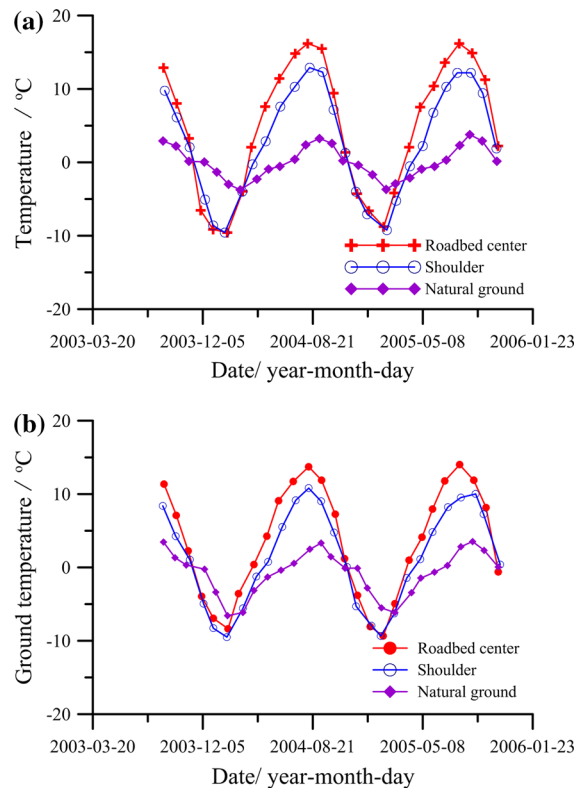 (a)
20
10
0
-10
-20
Temperature / °C
Roadbed center
Shoulder
Natural ground
2003-03-20 2003-12-05 2004-08-21 2005-05-08 2006-01-23
Date/ year-month-day
(b)
20
10
0
-10
-20
Ground temperature / °C
Roadbed center
Shoulder
Natural ground
2003-03-20 2003-12-05 2004-08-21 2005-05-08 2006-01-23
Date/ year-month-day